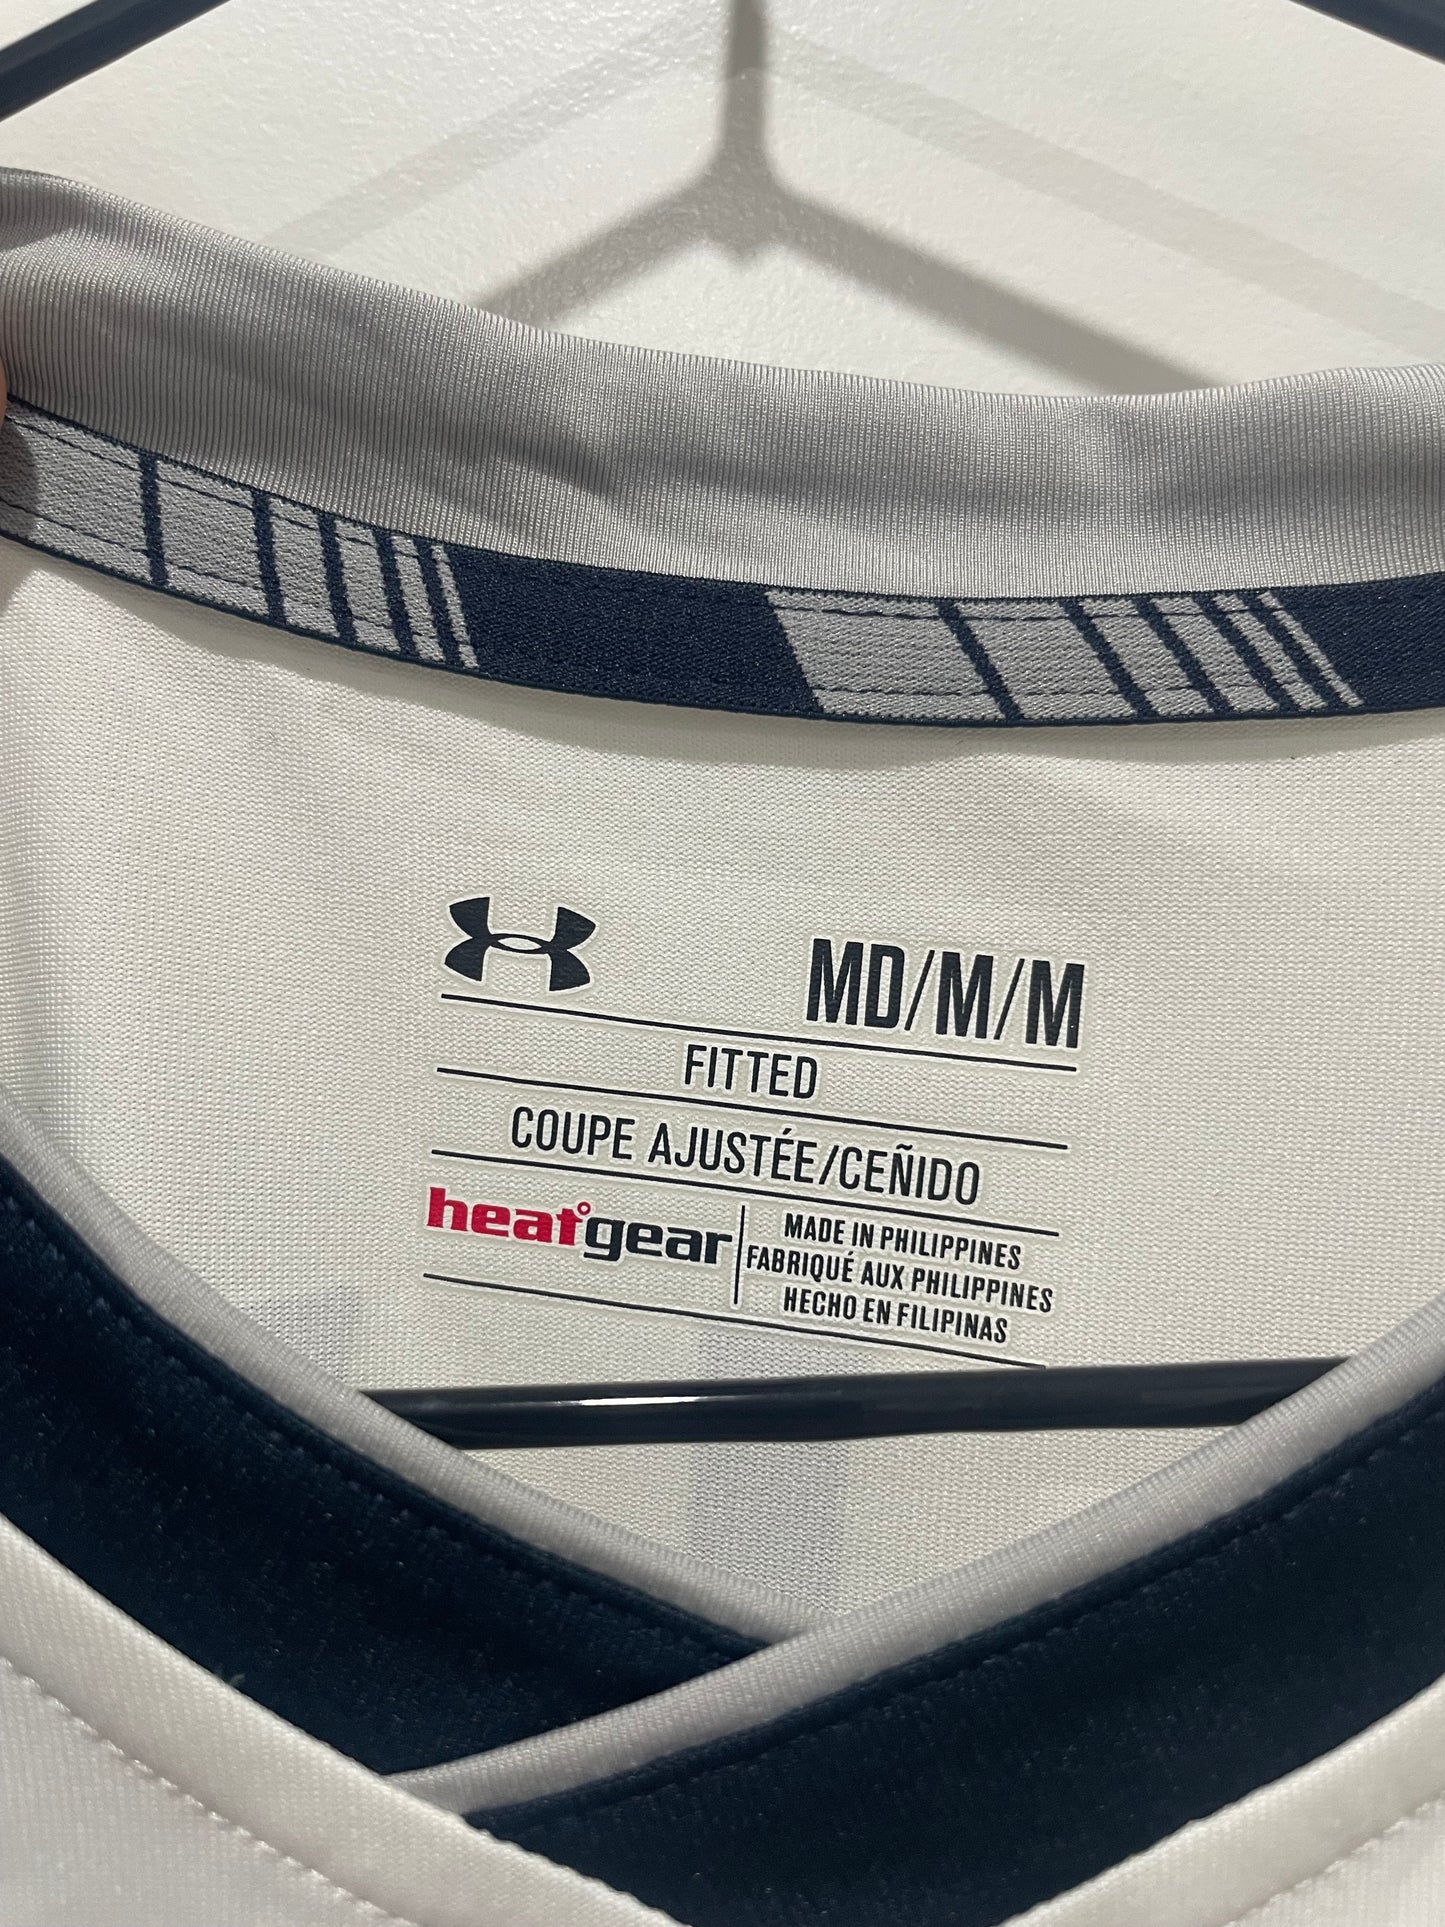 MD/M/M
FITTED
COUPE AJUSTÉE/CEÑIDO
heatgear
MADE IN PHILIPPINES
FABRIQUÉ AUX PHILIPPINES
HECHO EN FILIPINAS